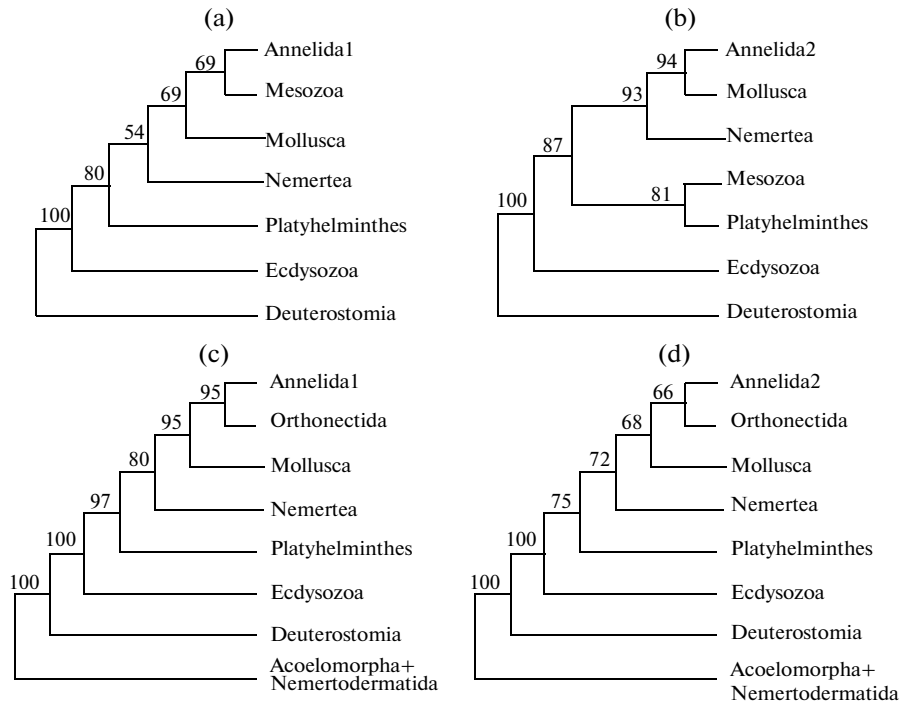 (a)
69
Annelida1
Mesozoa
69
Mollusca
54
Nemertea
80
Platyhelminthes
100
Ecdysozoa
Deuterostomia
(b)
94
Annelida2
Mollusca
93
Nemertea
87
Mesozoa
81
Platyhelminthes
100
Ecdysozoa
Deuterostomia
(c)
95
Annelida1
Orthonectida
95
Mollusca
80
Nemertea
97
Platyhelminthes
100
Ecdysozoa
100
Deuterostomia
Acoelomorpha+
Nemertodermatida
(d)
66
Annelida2
Orthonectida
68
Mollusca
72
Nemertea
75
Platyhelminthes
100
Ecdysozoa
100
Deuterostomia
Acoelomorpha+
Nemertodermatida